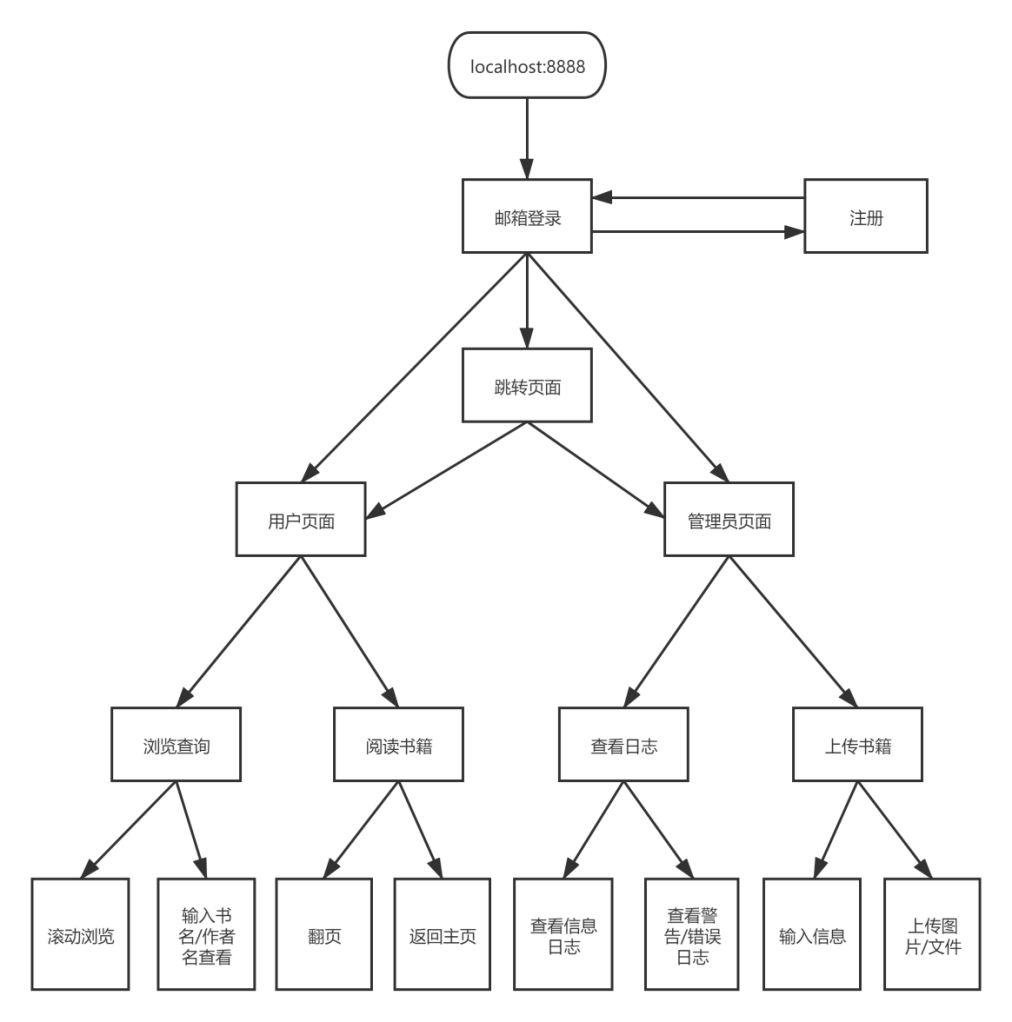 localhost:8888
邮箱登录
注册
跳转页面
用户页面
管理员页面
浏览查询
阅读书籍
查看日志
上传书籍
滚动浏览
输入书
名/作者
名查看
翻页
返回主页
查看信息
日志
查看警
告/错误
日志
输入信息
上传图
片/文件